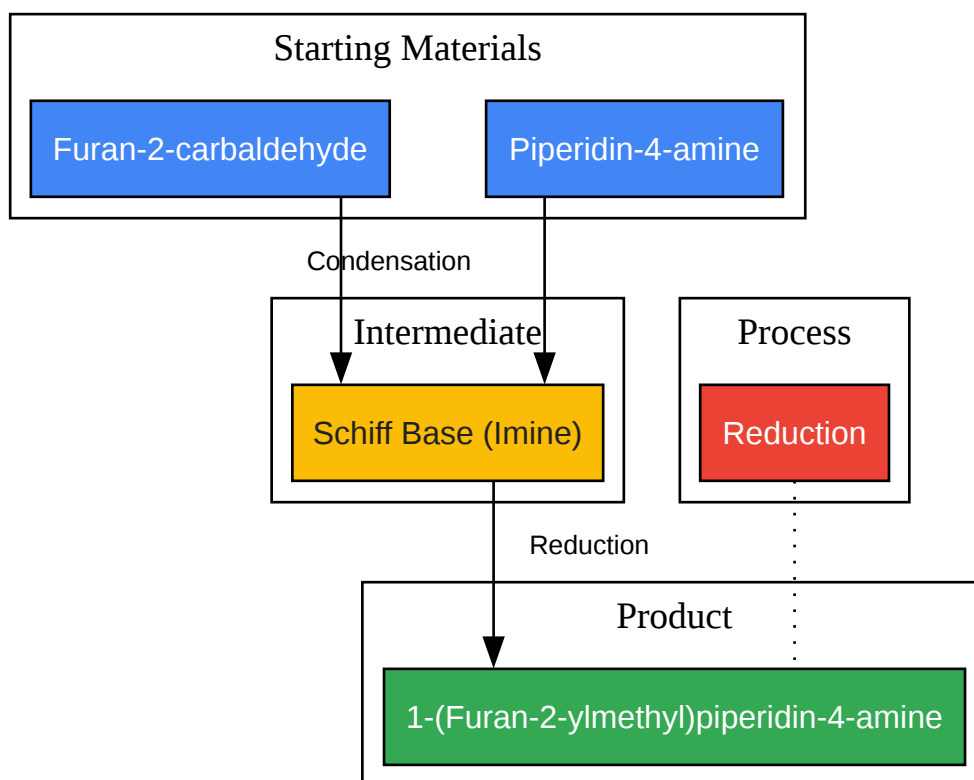 Starting Materials
Furan-2-carbaldehyde
Piperidin-4-amine
Condensation
Intermediate
Process
Schiff Base (Imine)
Reduction
Reduction
Product
1-(Furan-2-ylmethyl)piperidin-4-amine